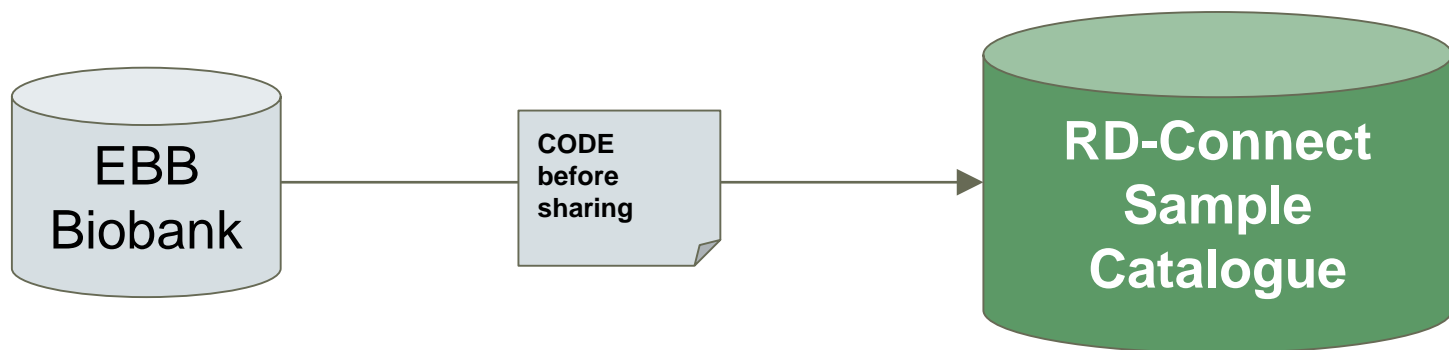 EBB
Biobank
CODE
before
sharing
RD-Connect
Sample
Catalogue